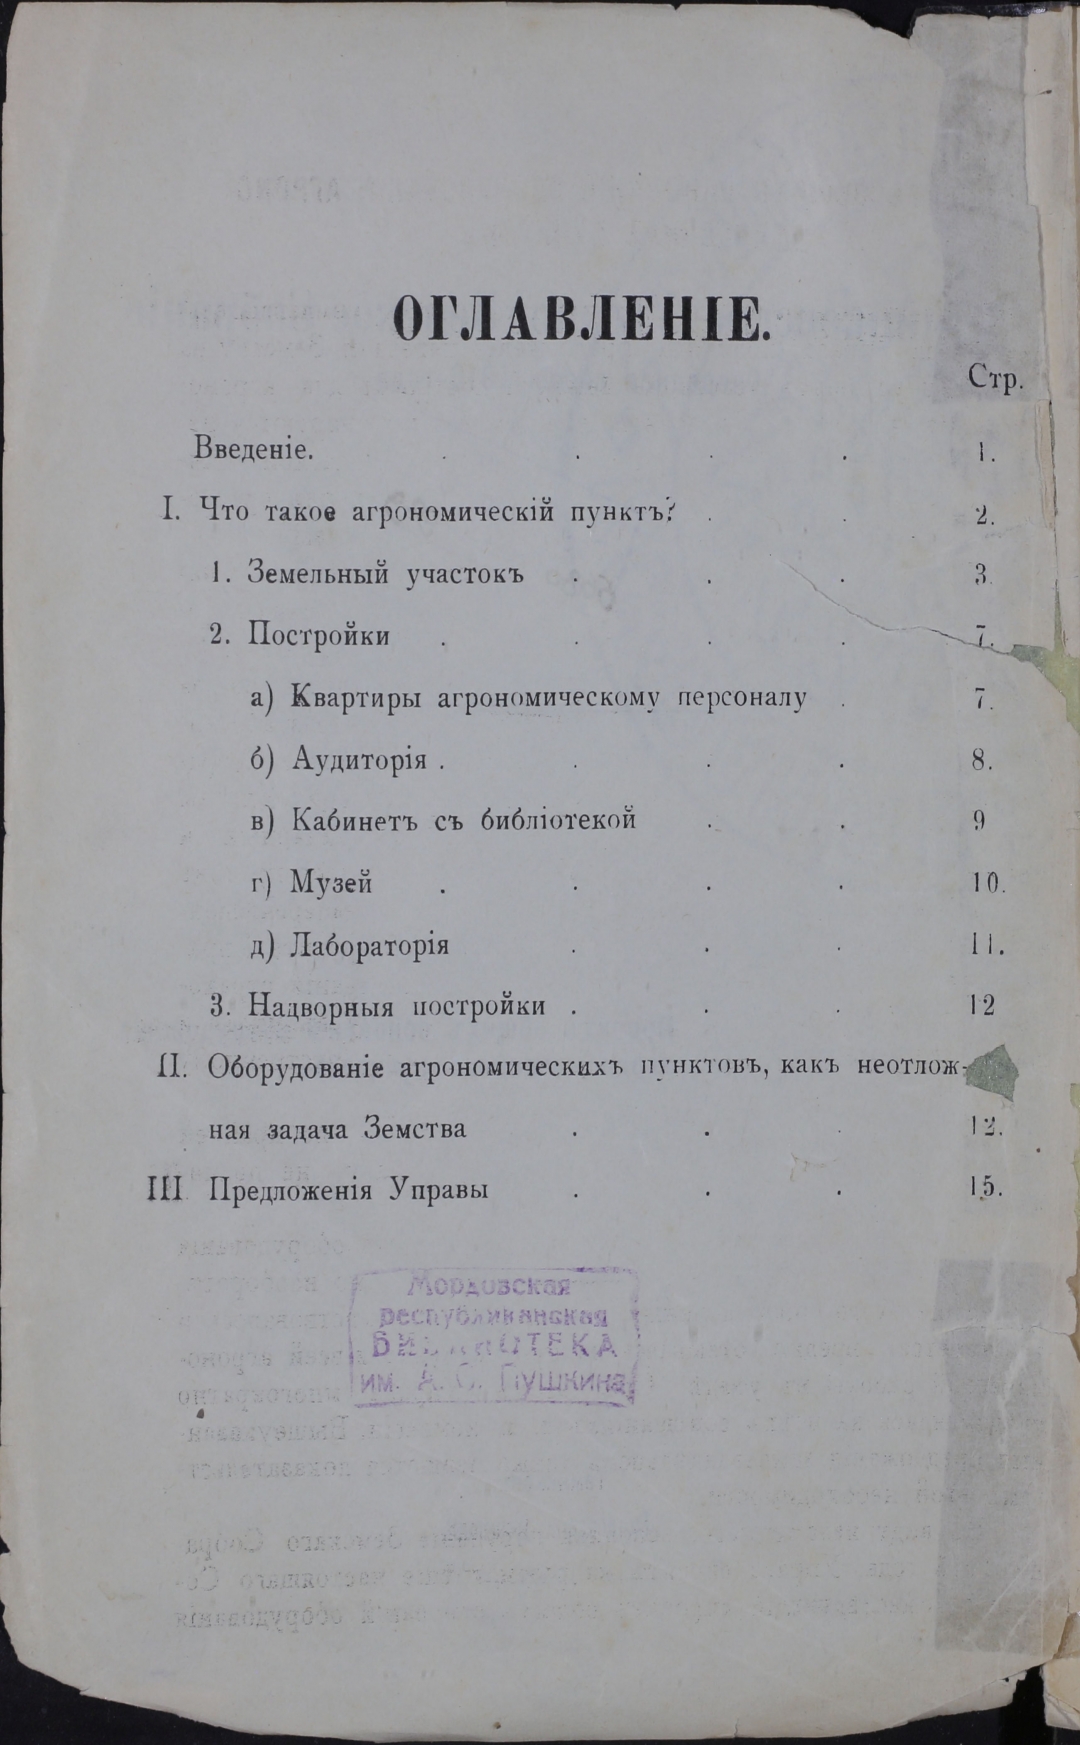 ОГЛАВЛЕНІЕ.
Стр.
Введеніе. . . . . 1.
I. Что такое агрономическій пунктъ? . . 2.
1. Земельный участокъ . . . 3
2. Постройки . . . . 7.
а) Квартиры агрономическому персоналу . 7.
б) Аудиторія . . . . 8.
в) Кабинетъ съ библіотекой . . 9
г) Музей . . . . 10.
д) Лабораторія . . . 11.
3. Надворныя постройки . . . 12
II. Оборудованіе агрономическихъ пунктовъ, какъ неотлож-
ная задача Земства . . . 12.
III Предложенія Управы . . . 15.
Мордовская
республиканская
БИБЛИОТЕКА
им. А. С. Пушкина